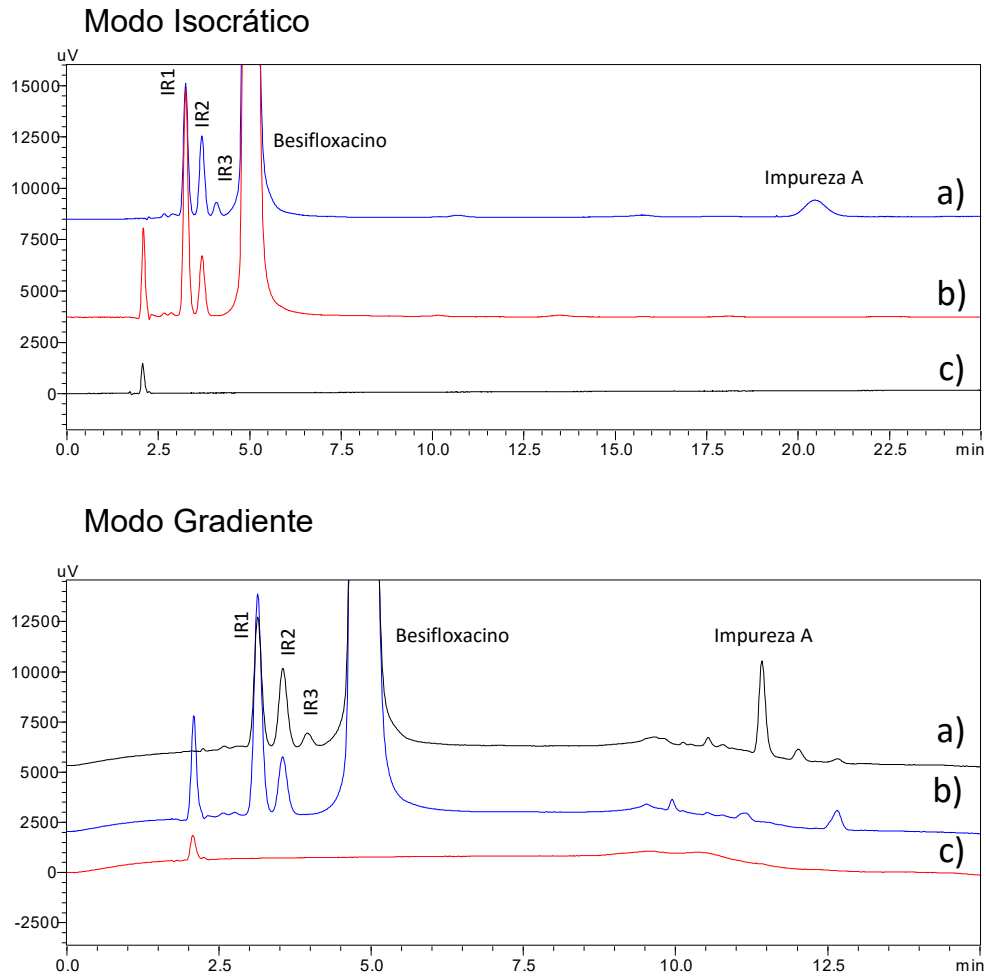 Modo Isocrático
uV
15000
12500
10000
7500
5000
2500
0
IR1
IR2
IR3
Besifloxacino
Impureza A
a)
b)
c)
0.0 2.5 5.0 7.5 10.0 12.5 15.0 17.5 20.0 22.5 min
Modo Gradiente
uV
12500
10000
7500
5000
2500
0
-2500
IR1
IR2
IR3
Besifloxacino
Impureza A
a)
b)
c)
0.0 2.5 5.0 7.5 10.0 12.5 min